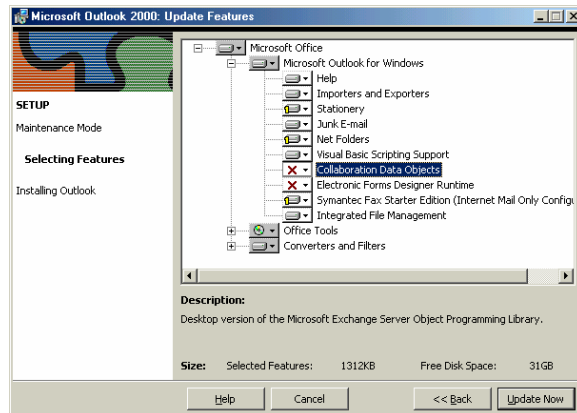 Microsoft Outlook 2000: Update Features
Microsoft Office
Microsoft Outlook for Windows
Help
Importers and Exporters
Stationery
Junk E-mail
Net Folders
Visual Basic Scripting Support
Collaboration Data Objects
Electronic Forms Designer Runtime
Symantec Fax Starter Edition (Internet Mail Only Configu
Integrated File Management
Office Tools
Converters and Filters
SETUP
Maintenance Mode
Selecting Features
Installing Outlook
Description:
Desktop version of the Microsoft Exchange Server Object Programming Library.
Size: Selected Features: 1312KB Free Disk Space: 31GB
Help Cancel << Back Update Now